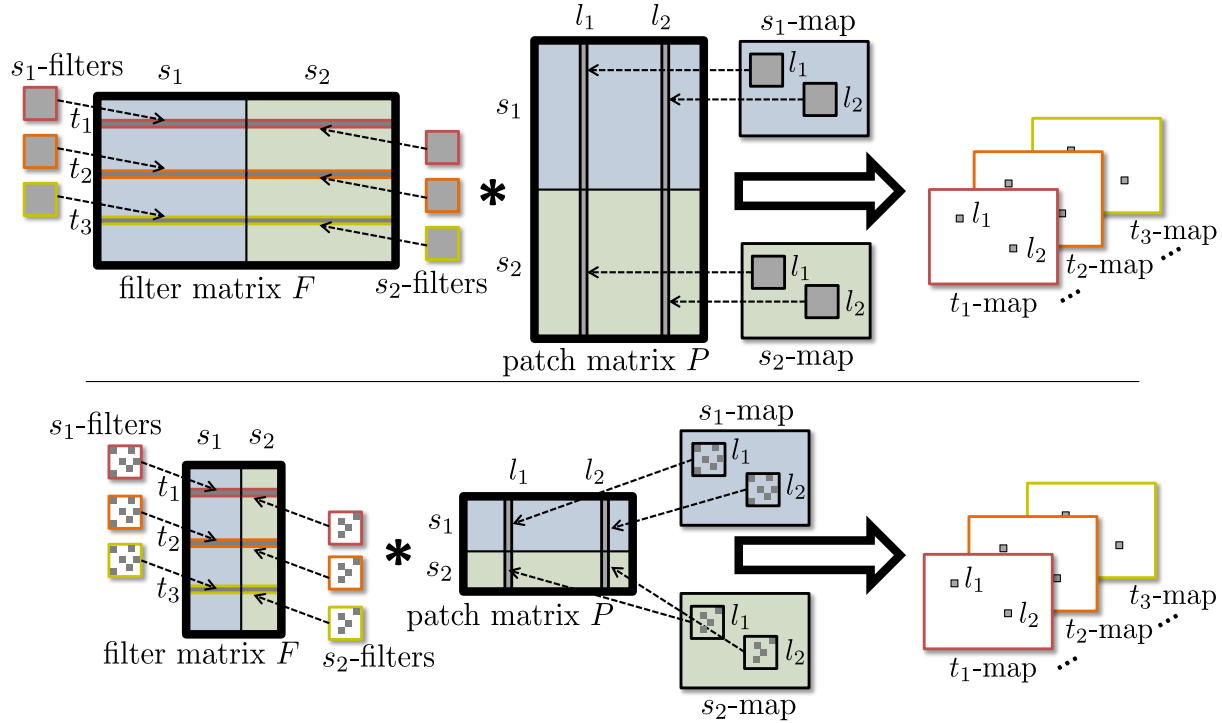 l₁ l₂ s₁-map
s₁-filters s₁ s₂ l₁
t₁ s₁ l₂
t₂ *
t₃ s₂ l₁ l₁
filter matrix F s₂-filters l₂ l₂ t₃-map
t₂-map
patch matrix P s₂-map t₁-map
s₁-map
s₁-filters s₁ s₂ l₁ l₂ l₁
t₁ s₁ l₂
t₂ *
t₃ s₂ l₁ l₁
patch matrix P l₂ l₂ t₃-map
filter matrix F s₂-filters t₂-map
s₂-map t₁-map